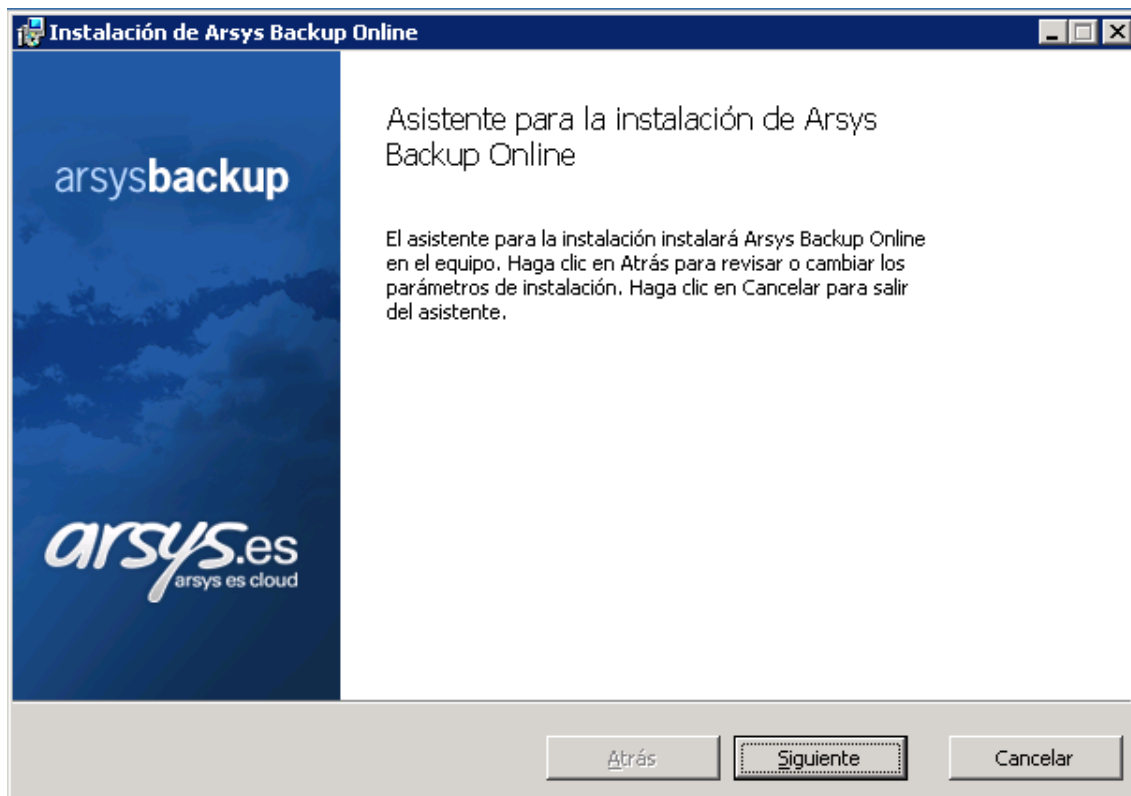 Instalación de Arsys Backup Online
arsysbackup
Asistente para la instalación de Arsys
Backup Online
El asistente para la instalación instalará Arsys Backup Online
en el equipo. Haga clic en Atrás para revisar o cambiar los
parámetros de instalación. Haga clic en Cancelar para salir
del asistente.
arsys.es
arsys es cloud
Atrás
Siguiente
Cancelar